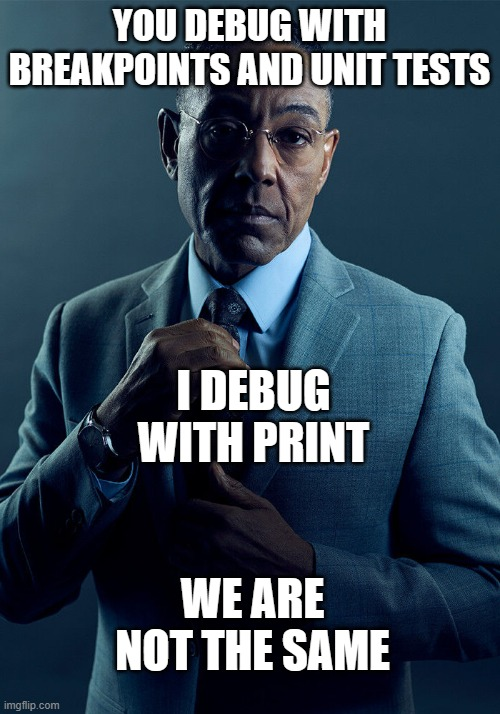 YOU DEBUG WITH
BREAKPOINTS AND UNIT TESTS
I DEBUG
WITH PRINT
WE ARE
NOT THE SAME
imgflip.com